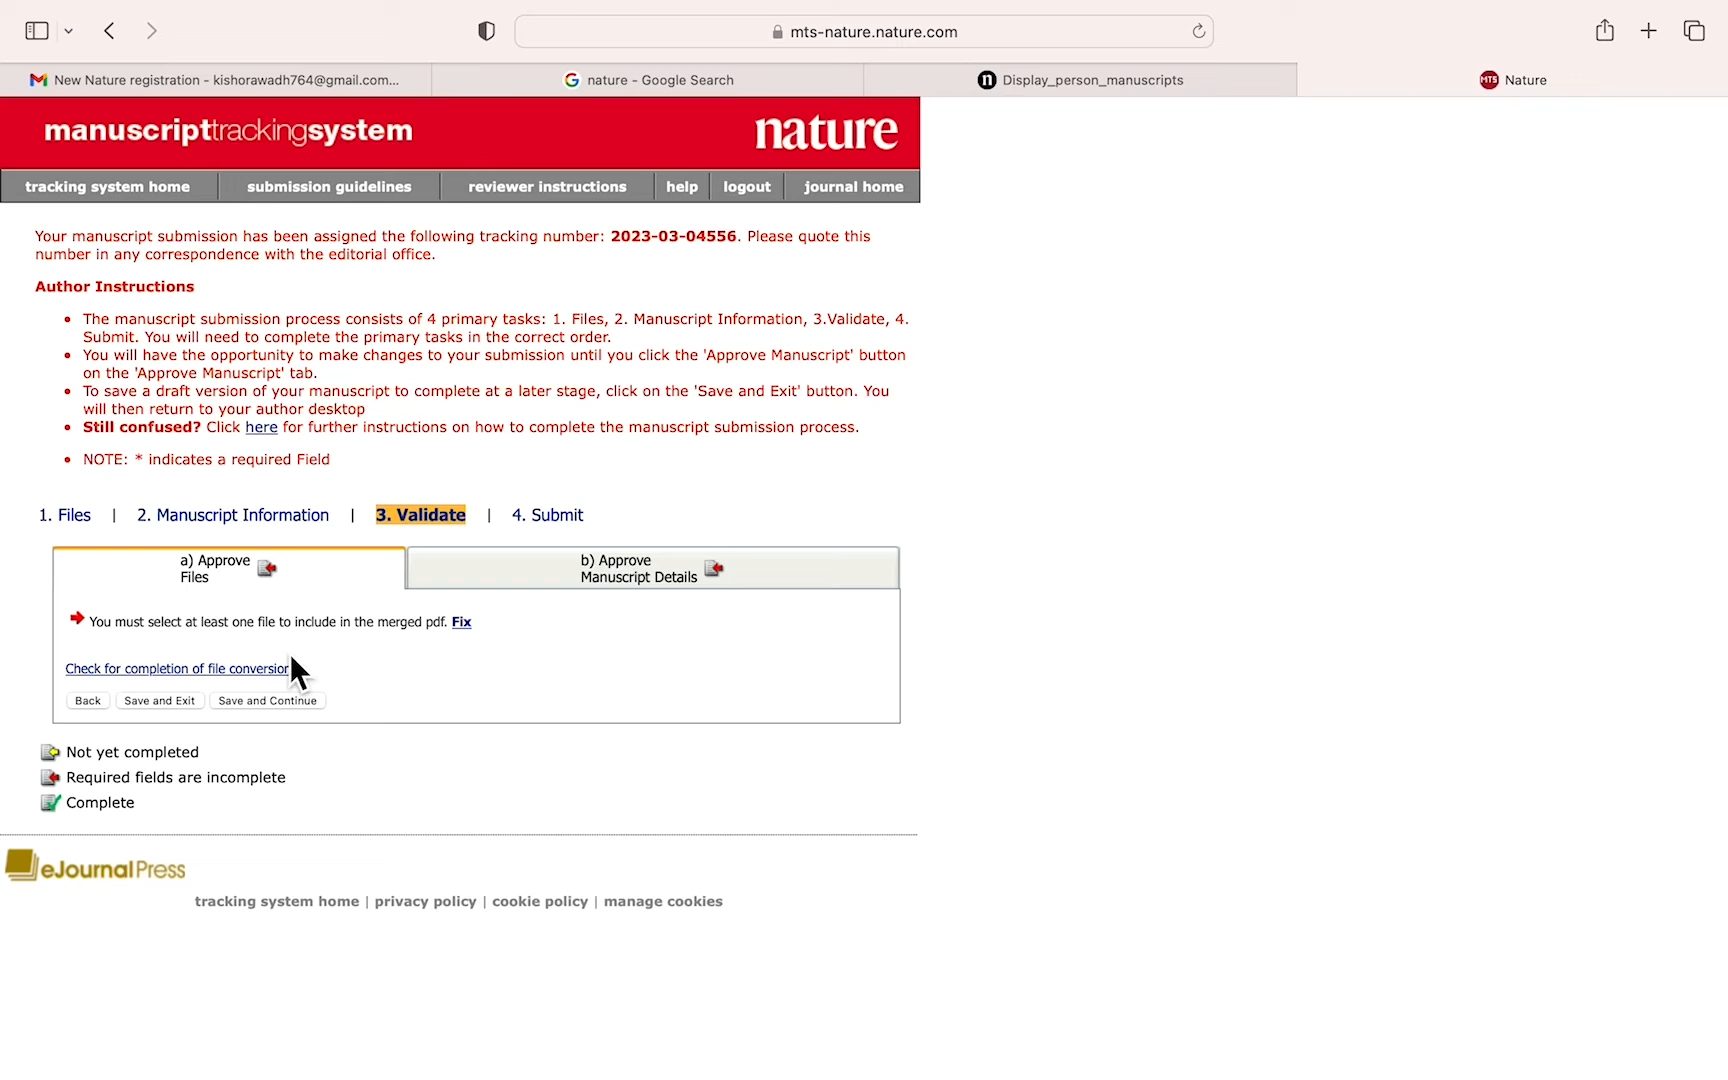 mts-nature.nature.com
New Nature registration - kishorawadh764@gmail.com...
nature - Google Search
Display_person_manuscripts
MTS
Nature
manuscripttrackingsystem
nature
tracking system home
submission guidelines
reviewer instructions
help
logout
journal home
Your manuscript submission has been assigned the following tracking number: 2023-03-04556. Please quote this
number in any correspondence with the editorial office.
Author Instructions
• The manuscript submission process consists of 4 primary tasks: 1. Files, 2. Manuscript Information, 3.Validate, 4.
Submit. You will need to complete the primary tasks in the correct order.
• You will have the opportunity to make changes to your submission until you click the 'Approve Manuscript' button
on the 'Approve Manuscript' tab.
• To save a draft version of your manuscript to complete at a later stage, click on the 'Save and Exit' button. You
will then return to your author desktop
• Still confused? Click here for further instructions on how to complete the manuscript submission process.
• NOTE: * indicates a required Field
1. Files | 2. Manuscript Information | 3. Validate | 4. Submit
a) Approve
Files
b) Approve
Manuscript Details
You must select at least one file to include in the merged pdf. Fix
Check for completion of file conversion
Back
Save and Exit
Save and Continue
Not yet completed
Required fields are incomplete
Complete
eJournalPress
tracking system home | privacy policy | cookie policy | manage cookies